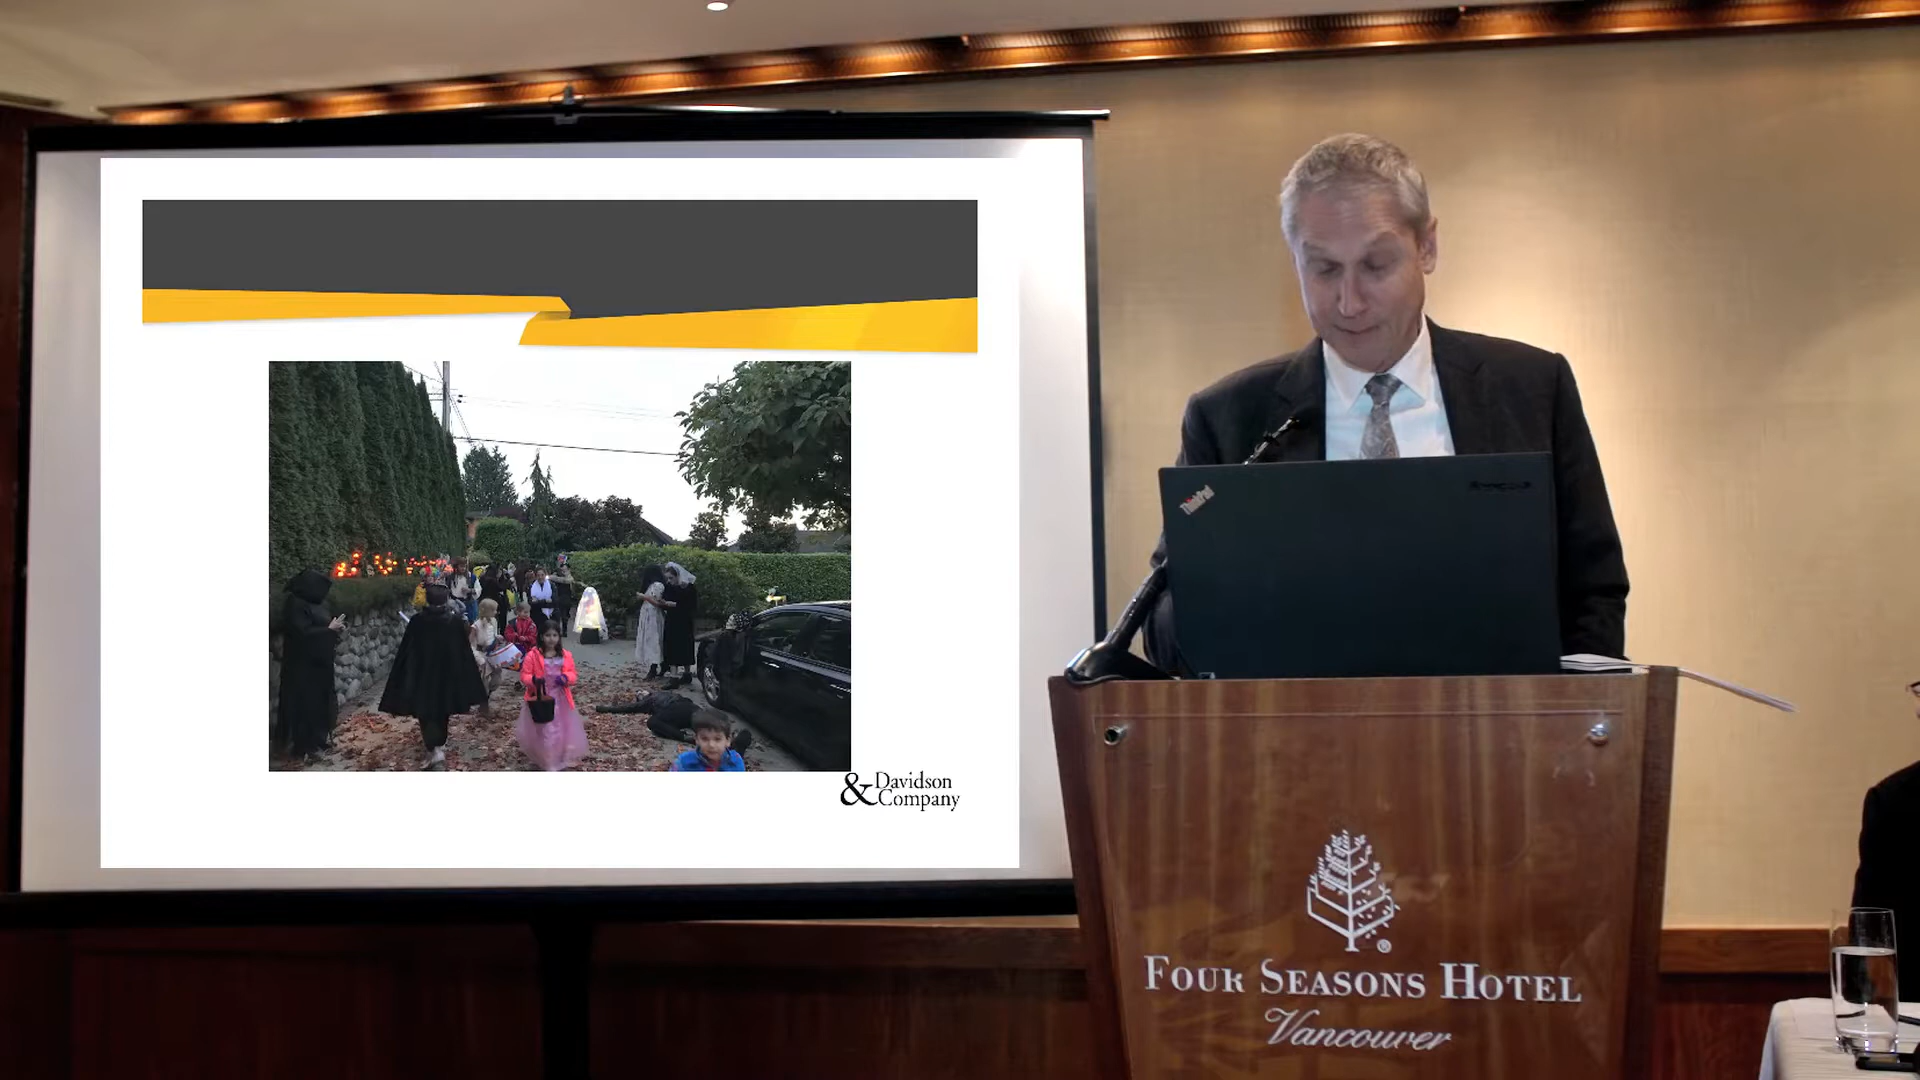 & Davidson
Company
ThinkPad
FOUR SEASONS HOTEL
Vancouver